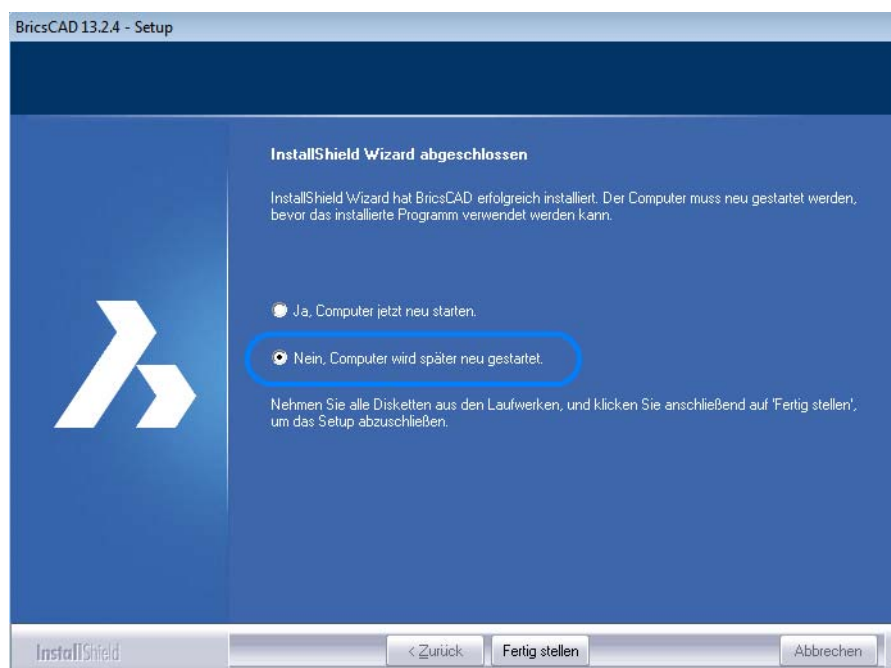 BricsCAD 13.2.4 - Setup
InstallShield Wizard abgeschlossen
InstallShield Wizard hat BricsCAD erfolgreich installiert. Der Computer muss neu gestartet werden,
bevor das installierte Programm verwendet werden kann.
Ja, Computer jetzt neu starten.
Nein, Computer wird später neu gestartet.
Nehmen Sie alle Disketten aus den Laufwerken, und klicken Sie anschließend auf 'Fertig stellen',
um das Setup abzuschließen.
InstallShield
< Zurück
Fertig stellen
Abbrechen